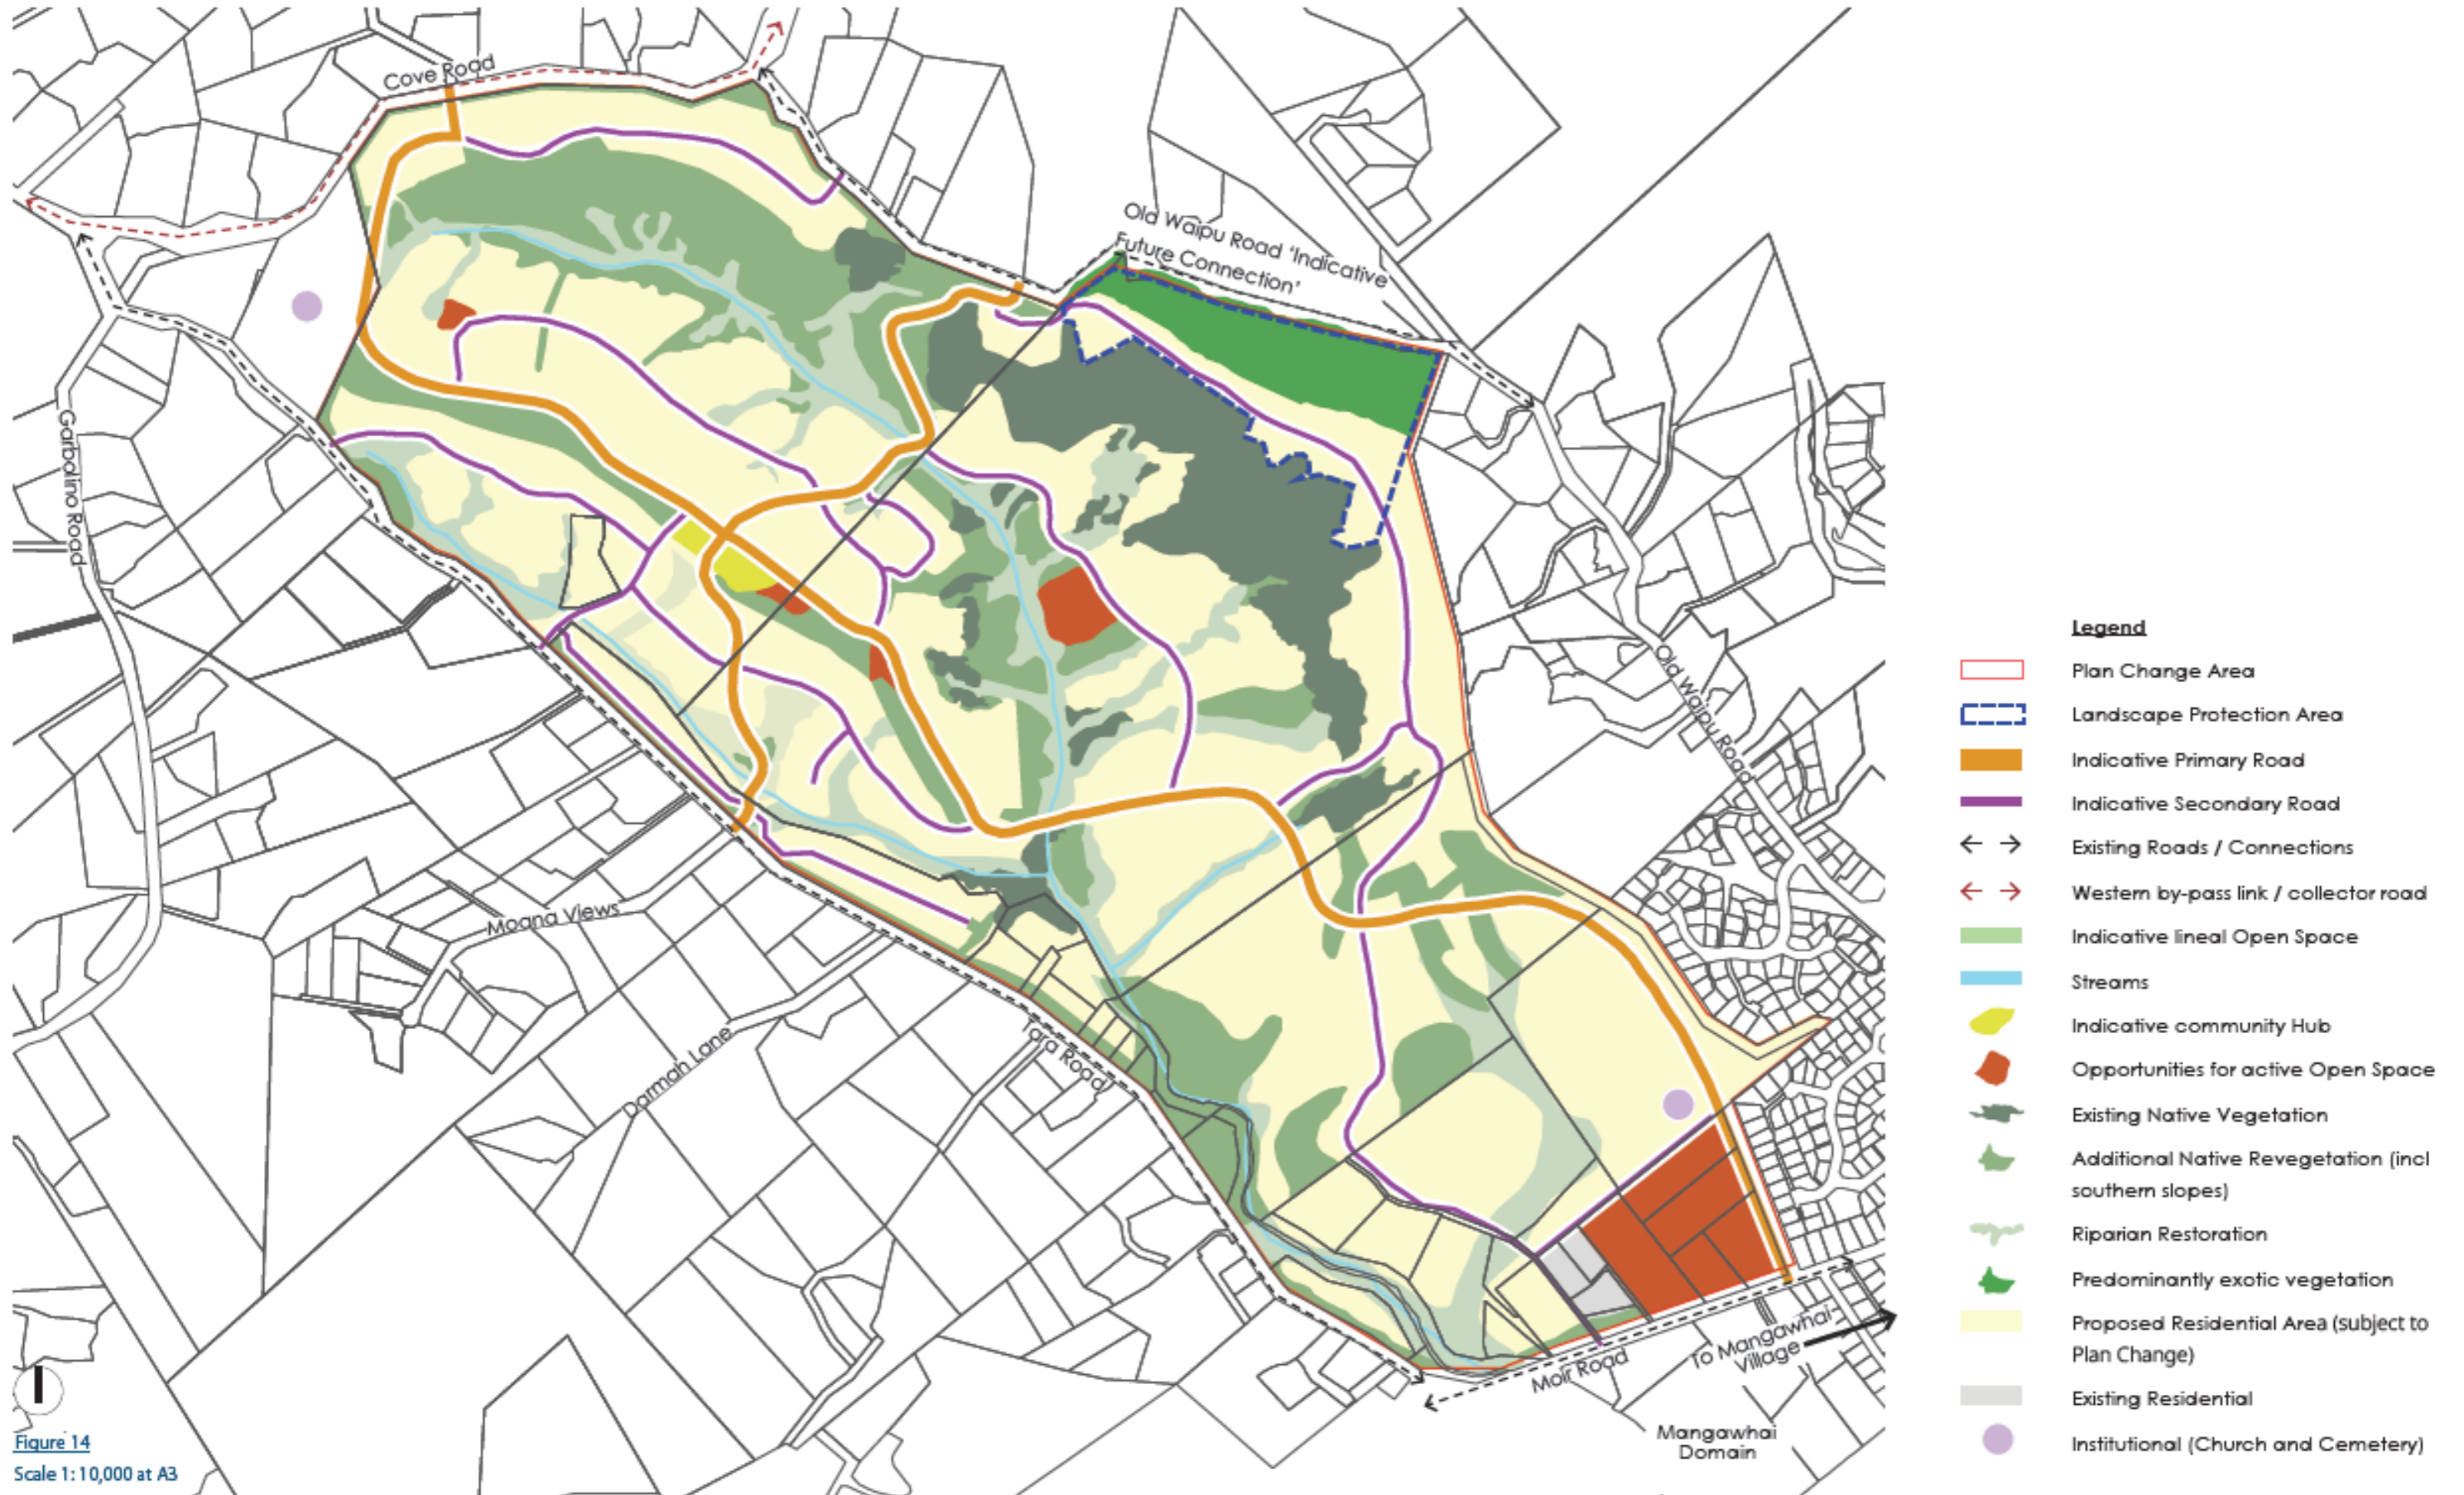 Cove Road
Old Waipu Road 'Indicative
Future Connection'
Garbolino Road
Old Waipu Road
Moana Views
Darmah Lane
Tara Road
To Mangawhai
Village
Moir Road
Mangawhai
Domain
Figure 14
Scale 1: 10,000 at A3
Legend
Plan Change Area
Landscape Protection Area
Indicative Primary Road
Indicative Secondary Road
Existing Roads / Connections
Western by-pass link / collector road
Indicative lineal Open Space
Streams
Indicative community Hub
Opportunities for active Open Space
Existing Native Vegetation
Additional Native Revegetation (incl
southern slopes)
Riparian Restoration
Predominantly exotic vegetation
Proposed Residential Area (subject to
Plan Change)
Existing Residential
Institutional (Church and Cemetery)